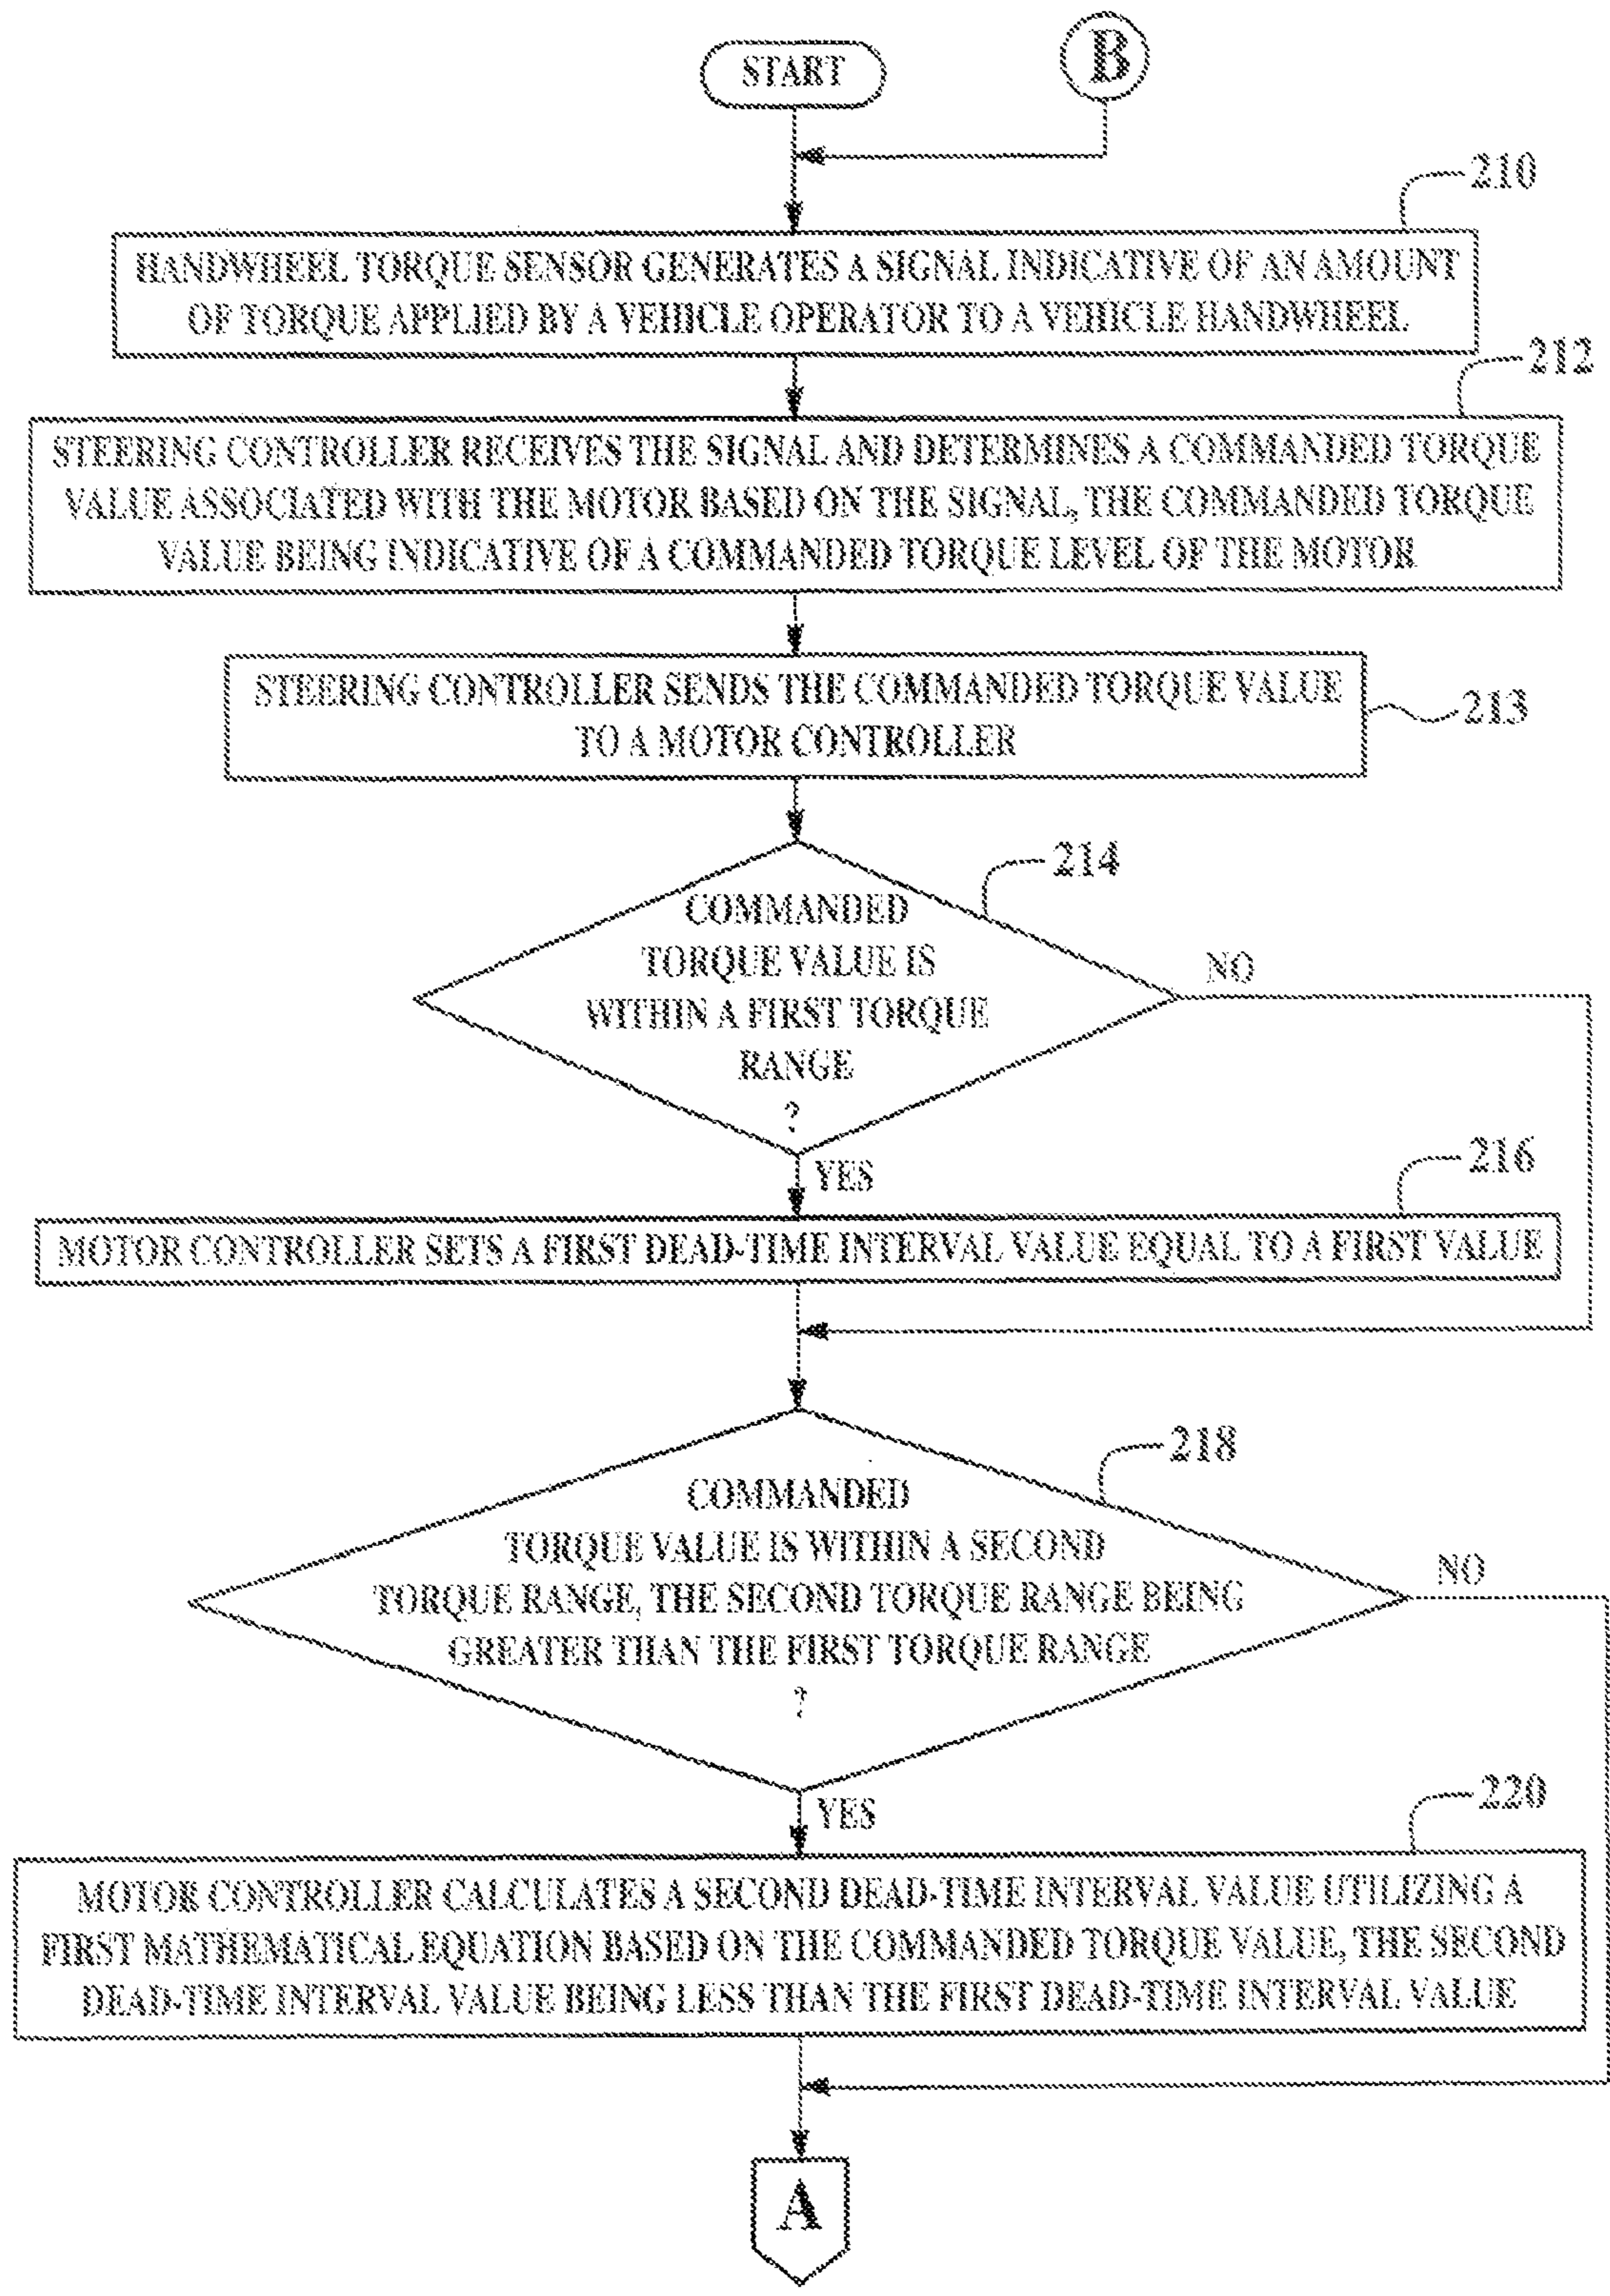 START
B
210
HANDWHEEL TORQUE SENSOR GENERATES A SIGNAL INDICATIVE OF AN AMOUNT
OF TORQUE APPLIED BY A VEHICLE OPERATOR TO A VEHICLE HANDWHEEL
212
STEERING CONTROLLER RECEIVES THE SIGNAL AND DETERMINES A COMMANDED TORQUE
VALUE ASSOCIATED WITH THE MOTOR BASED ON THE SIGNAL, THE COMMANDED TORQUE
VALUE BEING INDICATIVE OF A COMMANDED TORQUE LEVEL OF THE MOTOR
STEERING CONTROLLER SENDS THE COMMANDED TORQUE VALUE
TO A MOTOR CONTROLLER
213
214
COMMANDED
TORQUE VALUE IS
WITHIN A FIRST TORQUE
RANGE
?
NO
YES
216
MOTOR CONTROLLER SETS A FIRST DEAD-TIME INTERVAL VALUE EQUAL TO A FIRST VALUE
218
COMMANDED
TORQUE VALUE IS WITHIN A SECOND
TORQUE RANGE, THE SECOND TORQUE RANGE BEING
GREATER THAN THE FIRST TORQUE RANGE
?
NO
YES
220
MOTOR CONTROLLER CALCULATES A SECOND DEAD-TIME INTERVAL VALUE UTILIZING A
FIRST MATHEMATICAL EQUATION BASED ON THE COMMANDED TORQUE VALUE, THE SECOND
DEAD-TIME INTERVAL VALUE BEING LESS THAN THE FIRST DEAD-TIME INTERVAL VALUE
A